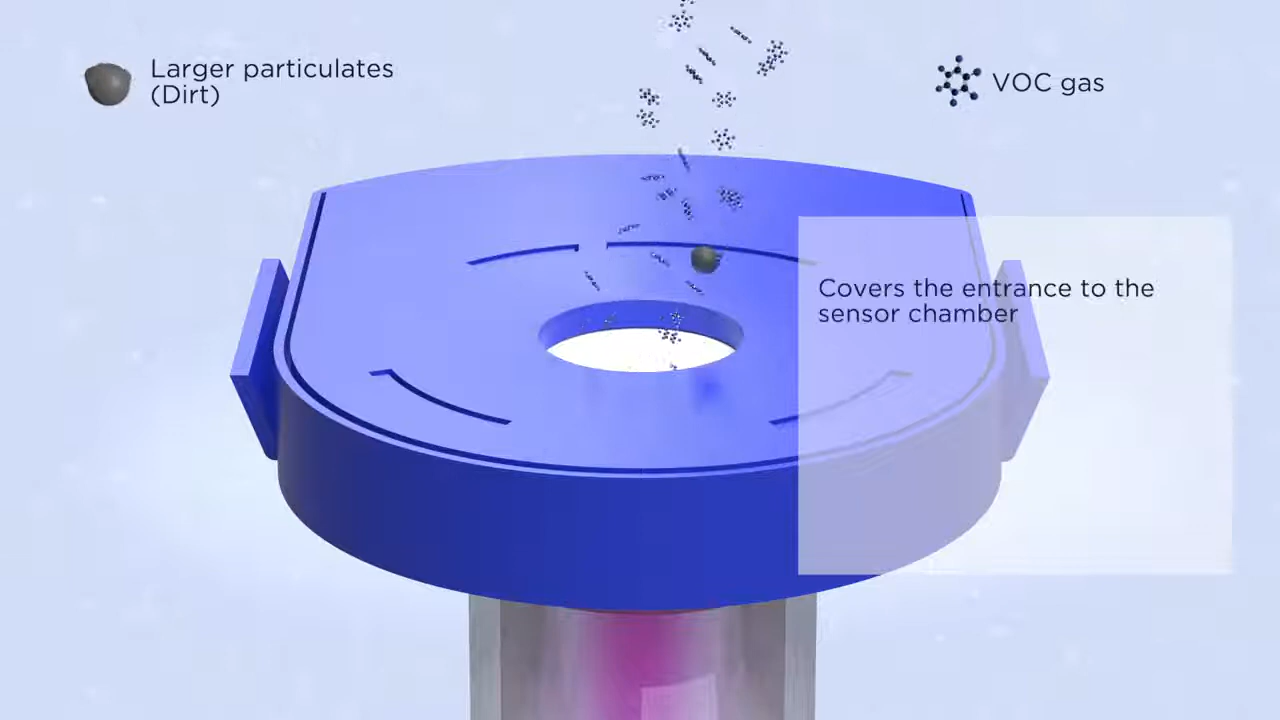 Larger particulates
(Dirt)
VOC gas
Covers the entrance to the
sensor chamber